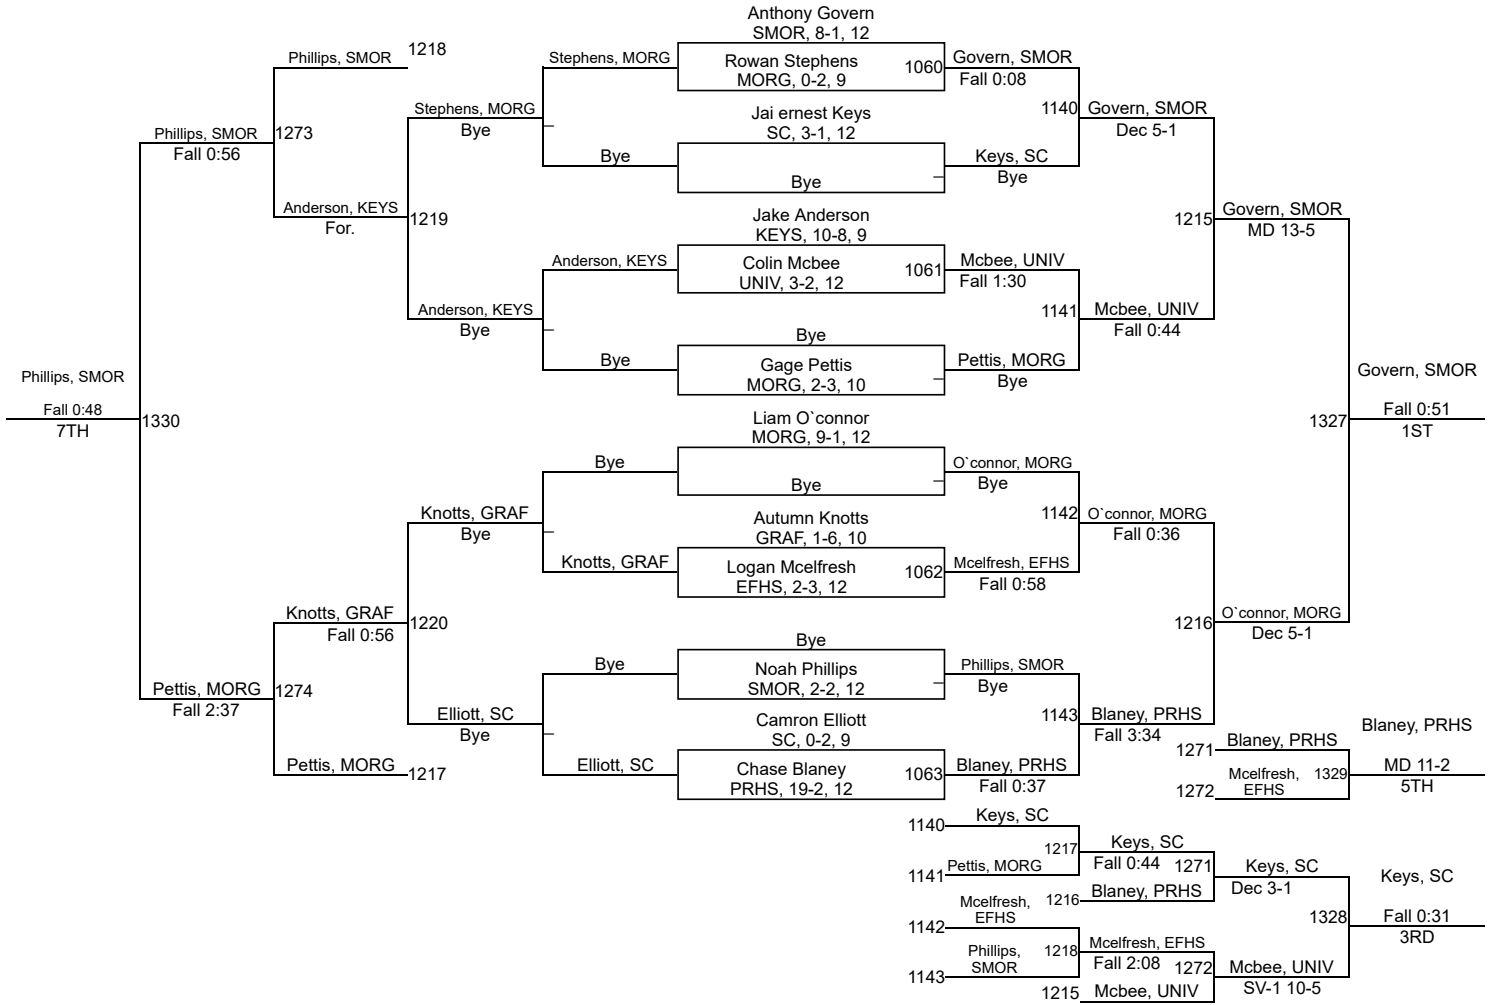 Anthony Govern
SMOR, 8-1, 12
Rowan Stephens
MORG, 0-2, 9
1060
Jai ernest Keys
SC, 3-1, 12
Bye
Jake Anderson
KEYS, 10-8, 9
Colin Mcbee
UNIV, 3-2, 12
1061
Bye
Gage Pettis
MORG, 2-3, 10
Liam O`connor
MORG, 9-1, 12
Bye
Autumn Knotts
GRAF, 1-6, 10
Logan Mcelfresh
EFHS, 2-3, 12
1062
Bye
Noah Phillips
SMOR, 2-2, 12
Camron Elliott
SC, 0-2, 9
Chase Blaney
PRHS, 19-2, 12
1063
Govern, SMOR
Fall 0:08
1140
Keys, SC
Bye
Mcbee, UNIV
Fall 1:30
1141
Pettis, MORG
Bye
O`connor, MORG
Bye
1142
Mcelfresh, EFHS
Fall 0:58
Phillips, SMOR
Bye
1143
Blaney, PRHS
Fall 0:37
Govern, SMOR
Dec 5-1
1215
Mcbee, UNIV
Fall 0:44
O`connor, MORG
Fall 0:36
1216
Blaney, PRHS
Fall 3:34
Govern, SMOR
MD 13-5
1327
O`connor, MORG
Dec 5-1
Govern, SMOR
Fall 0:51
1ST
Stephens, MORG
Bye
Anderson, KEYS
Bye
Bye
Knotts, GRAF
Bye
Elliott, SC
Stephens, MORG
Bye
1219
Anderson, KEYS
Bye
Knotts, GRAF
Bye
1220
Elliott, SC
Bye
Phillips, SMOR
1218
1273
Anderson, KEYS
For.
Knotts, GRAF
Fall 0:56
1274
Pettis, MORG
1217
Phillips, SMOR
Fall 0:56
1330
Pettis, MORG
Fall 2:37
Phillips, SMOR
Fall 0:48
7TH
1271
Blaney, PRHS
1329
1272
Mcelfresh,
EFHS
Blaney, PRHS
MD 11-2
5TH
1140
Keys, SC
1217
1141
Pettis, MORG
1142
Mcelfresh,
EFHS
1218
1143
Phillips,
SMOR
Keys, SC
Fall 0:44
1271
1216
Blaney, PRHS
Mcelfresh, EFHS
Fall 2:08
1272
1215
Mcbee, UNIV
Keys, SC
Dec 3-1
1328
Mcbee, UNIV
SV-1 10-5
Keys, SC
Fall 0:31
3RD